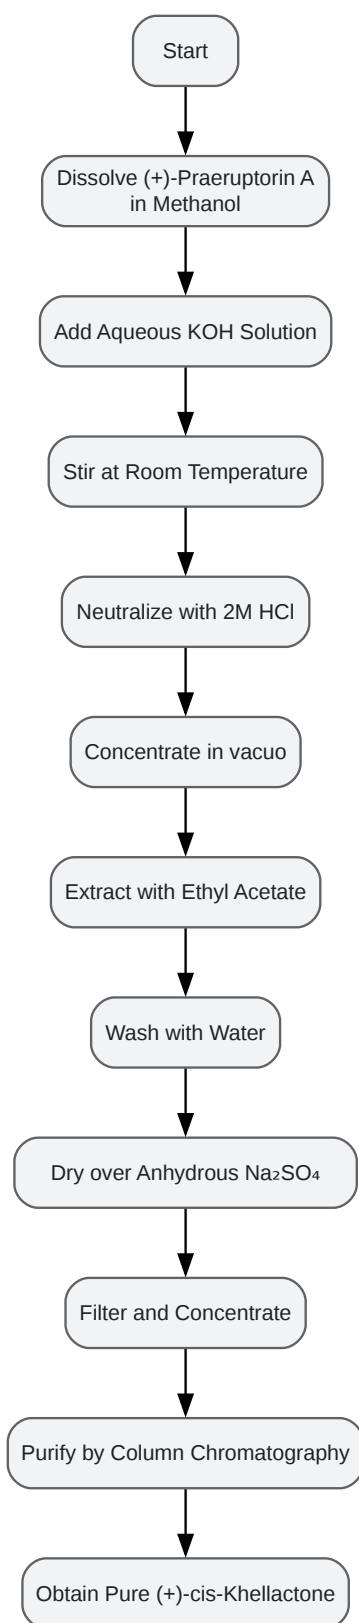 Start
Dissolve (+)-Praeruptorin A
in Methanol
Add Aqueous KOH Solution
Stir at Room Temperature
Neutralize with 2M HCl
Concentrate in vacuo
Extract with Ethyl Acetate
Wash with Water
Dry over Anhydrous Na₂SO₄
Filter and Concentrate
Purify by Column Chromatography
Obtain Pure (+)-cis-Khellactone